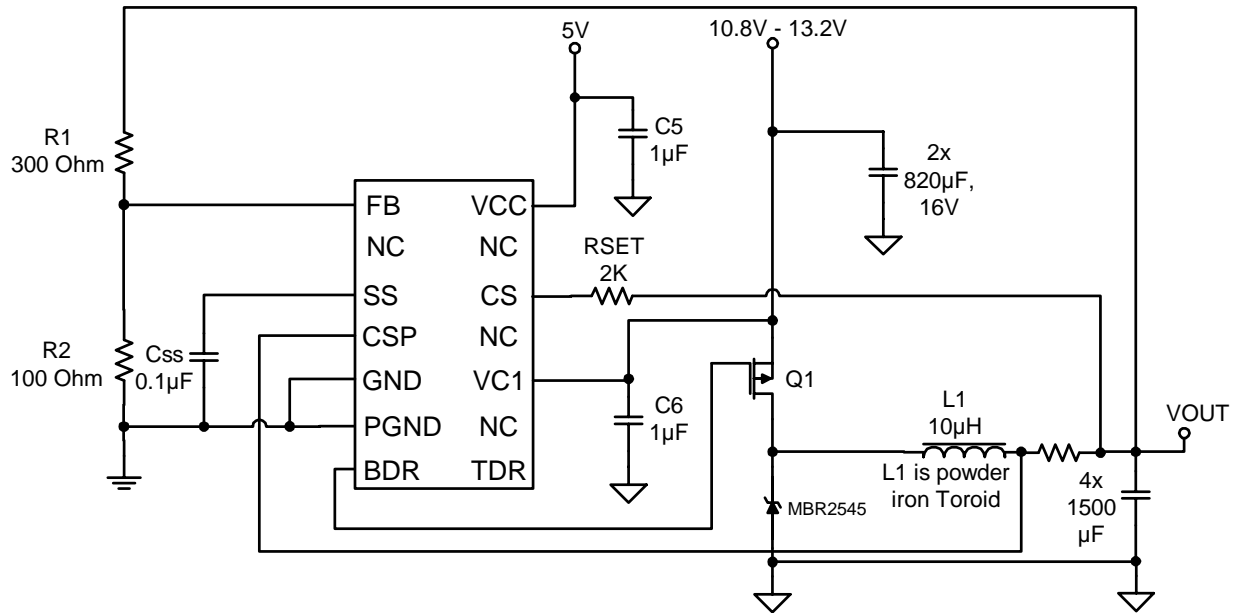 5V
10.8V - 13.2V
R1
300 Ohm
C5
1µF
2x
820µF,
16V
FB
VCC
NC
NC
RSET
2K
SS
CS
CSP
NC
R2
100 Ohm
Css
0.1µF
GND
VC1
Q1
C6
1µF
PGND
NC
L1
10µH
VOUT
BDR
TDR
L1 is powder
iron Toroid
4x
1500
µF
MBR2545